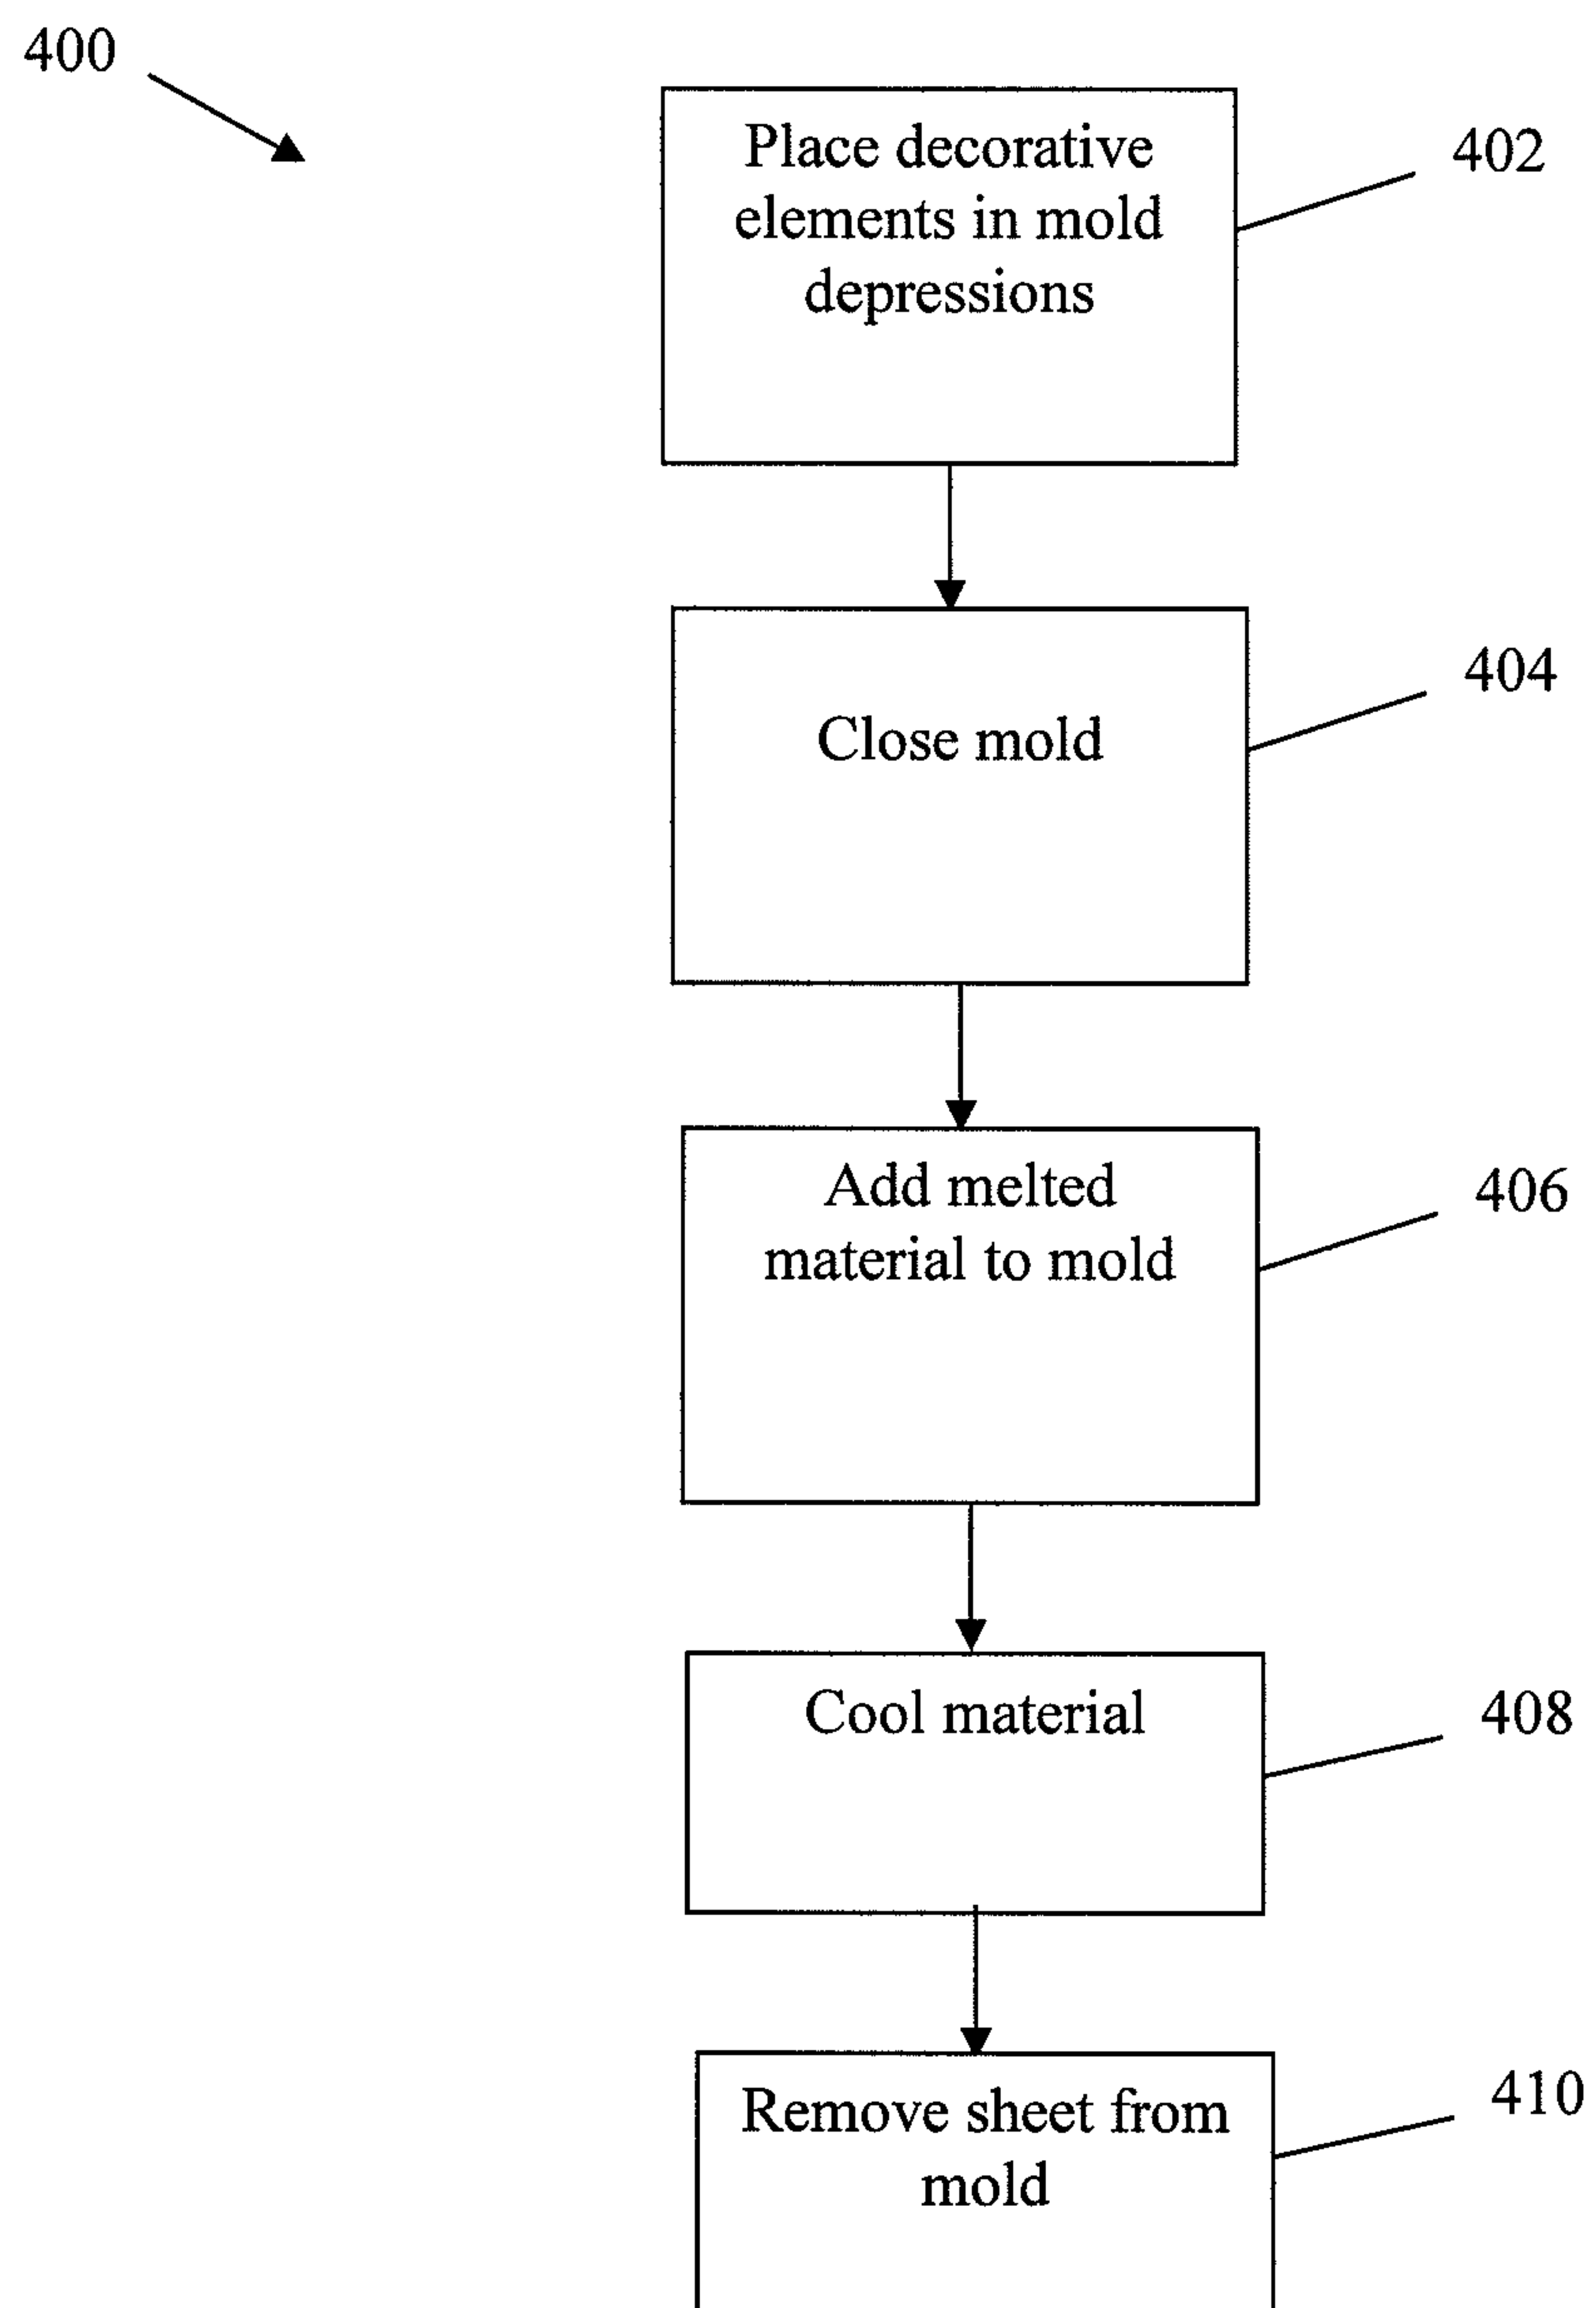 400
Place decorative
elements in mold
depressions
402
Close mold
404
Add melted
material to mold
406
Cool material
408
Remove sheet from
mold
410